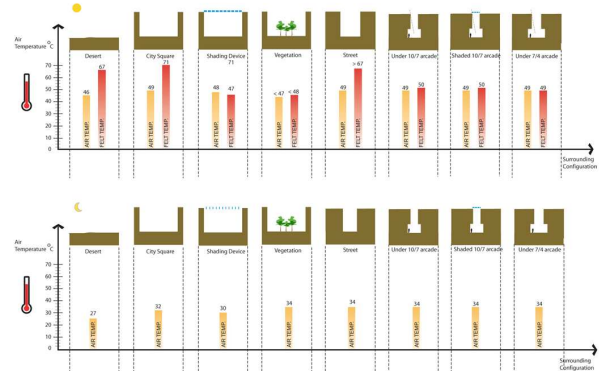 Air
Temperature °C
Desert
City Square
Shading Device
Vegetation
Street
Under 10/7 arcade
Shaded 10/7 arcade
Under 7/4 arcade
70
60
50
40
30
20
10
0
46 67
49 71
71
48 47
< 47 < 48
49 > 67
49 50
49 50
49 49
AIR TEMP. FELT TEMP.
AIR TEMP. FELT TEMP.
AIR TEMP. FELT TEMP.
AIR TEMP. FELT TEMP.
AIR TEMP. FELT TEMP.
AIR TEMP. FELT TEMP.
AIR TEMP. FELT TEMP.
AIR TEMP. FELT TEMP.
Surrounding
Configuration
Air
Temperature °C
Desert
City Square
Shading Device
Vegetation
Street
Under 10/7 arcade
Shaded 10/7 arcade
Under 7/4 arcade
70
60
50
40
30
20
10
0
27
32
30
34
34
34
34
34
AIR TEMP.
AIR TEMP.
AIR TEMP.
AIR TEMP.
AIR TEMP.
AIR TEMP.
AIR TEMP.
AIR TEMP.
Surrounding
Configuration